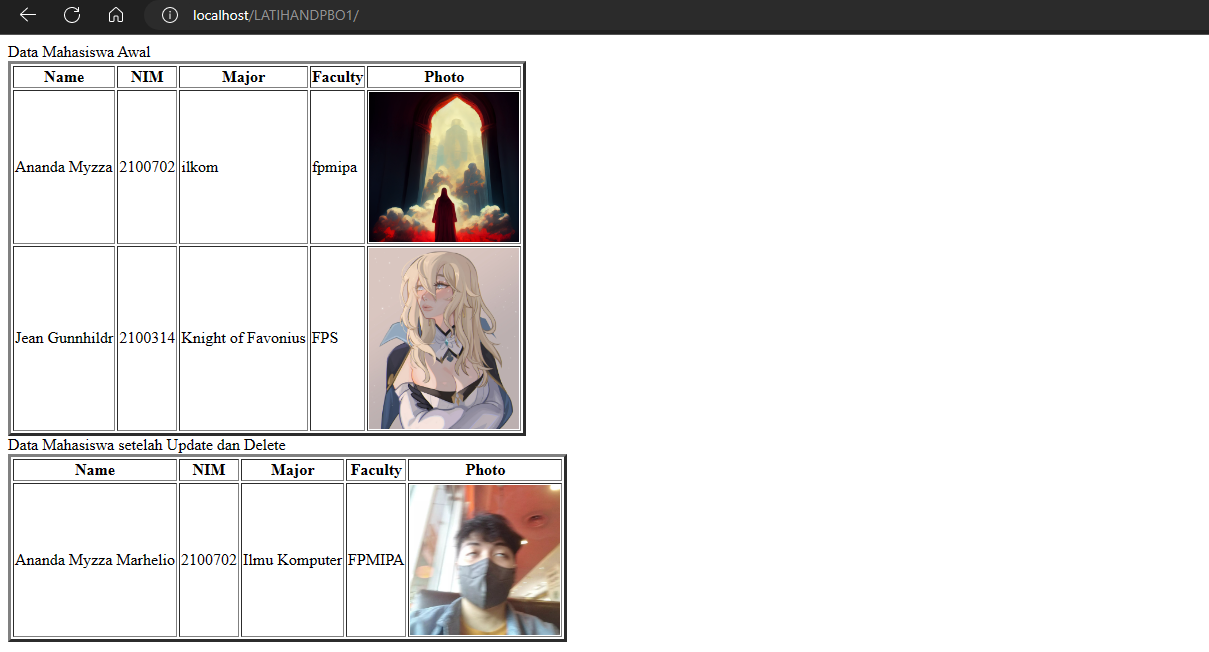 localhost/LATIHANDPBO1/
Data Mahasiswa Awal
Name NIM Major Faculty Photo
Ananda Myzza 2100702 ilkom fpmipa
Jean Gunnhildr 2100314 Knight of Favonius FPS
Data Mahasiswa setelah Update dan Delete
Name NIM Major Faculty Photo
Ananda Myzza Marhelio 2100702 Ilmu Komputer FPMIPA